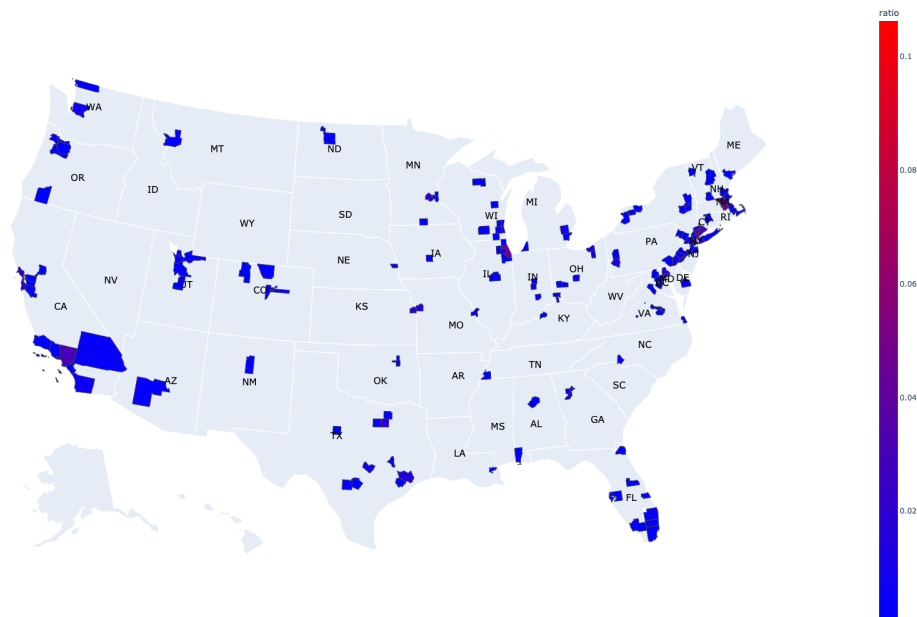 ratio
0.1
0.08
0.06
0.04
0.02
WA
MT
ND
MN
ME
VT
OR
ID
SD
WI
MI
NH
MA
WY
CT
RI
NY
PA
NJ
NE
IA
IL
IN
OH
MD
DE
DC
NV
UT
CO
CA
KS
MO
KY
WV
VA
NC
TN
AZ
NM
OK
AR
SC
MS
AL
GA
TX
LA
FL